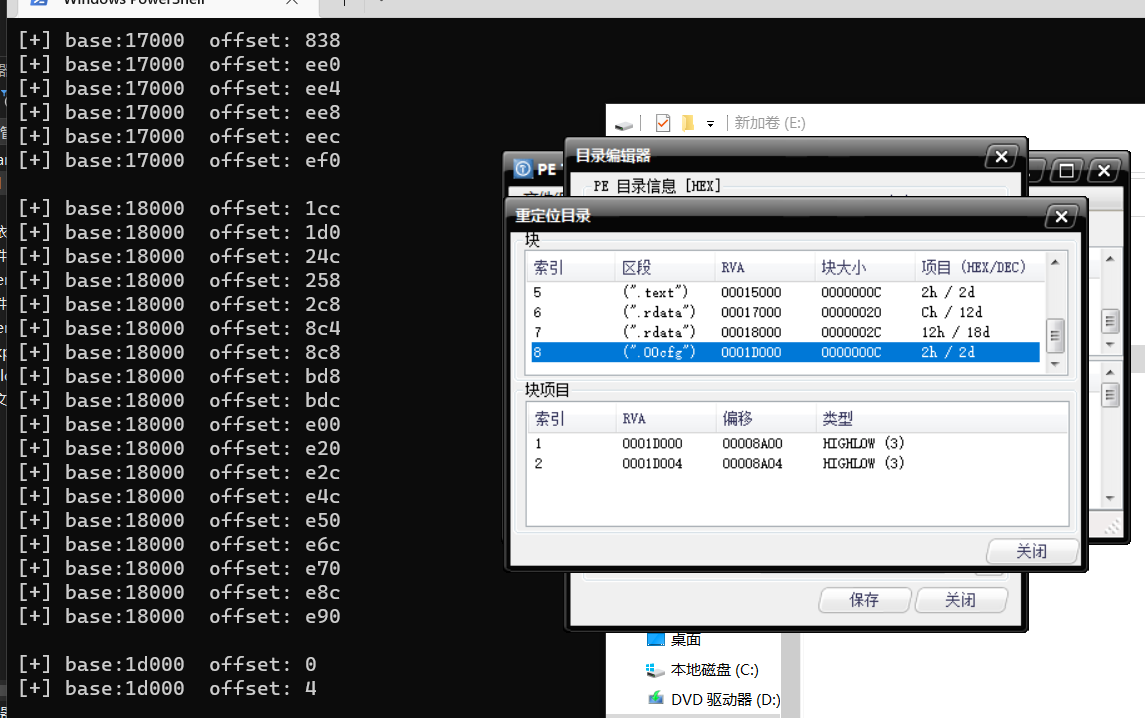 Windows PowerShell
[+] base:17000  offset: 838
[+] base:17000  offset: ee0
[+] base:17000  offset: ee4
[+] base:17000  offset: ee8
[+] base:17000  offset: eec
[+] base:17000  offset: ef0
[+] base:18000  offset: 1cc
[+] base:18000  offset: 1d0
[+] base:18000  offset: 24c
[+] base:18000  offset: 258
[+] base:18000  offset: 2c8
[+] base:18000  offset: 8c4
[+] base:18000  offset: 8c8
[+] base:18000  offset: bd8
[+] base:18000  offset: bdc
[+] base:18000  offset: e00
[+] base:18000  offset: e20
[+] base:18000  offset: e2c
[+] base:18000  offset: e4c
[+] base:18000  offset: e50
[+] base:18000  offset: e6c
[+] base:18000  offset: e70
[+] base:18000  offset: e8c
[+] base:18000  offset: e90
[+] base:1d000  offset: 0
[+] base:1d000  offset: 4
新加卷 (E:)
PE
目录编辑器
PE 目录信息 [HEX]
重定位目录
块
索引 区段 RVA 块大小 项目 (HEX/DEC)
5 (".text") 00015000 0000000C 2h / 2d
6 (".rdata") 00017000 00000020 Ch / 12d
7 (".rdata") 00018000 0000002C 12h / 18d
8 (".00cfg") 0001D000 0000000C 2h / 2d
块项目
索引 RVA 偏移 类型
1 0001D000 00008A00 HIGHLOW (3)
2 0001D004 00008A04 HIGHLOW (3)
关闭
保存 关闭
桌面
本地磁盘 (C:)
DVD 驱动器 (D:)